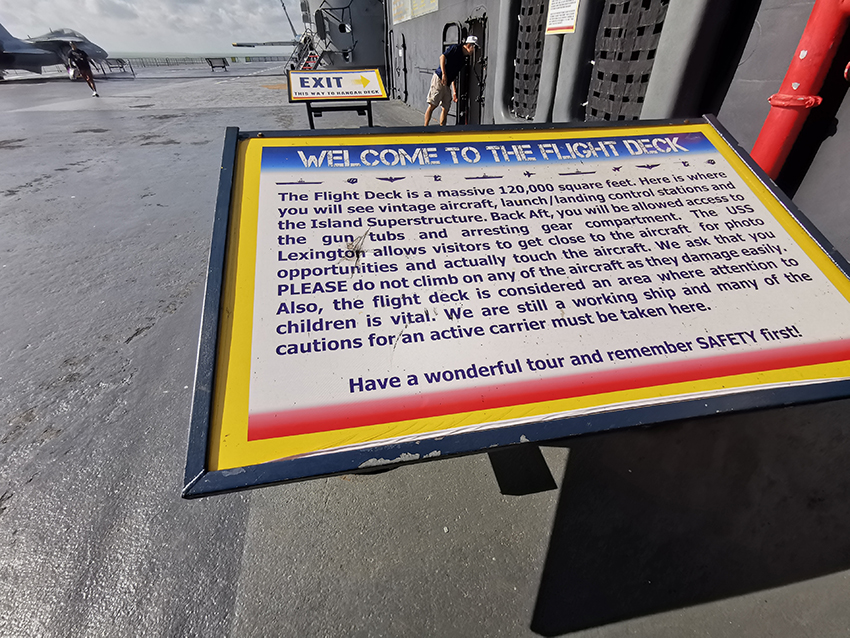 EXIT
THIS WAY TO HANGAR DECK
WELCOME TO THE FLIGHT DECK
The Flight Deck is a massive 120,000 square feet. Here is where
you will see vintage aircraft, launch/landing control stations and
the Island Superstructure. Back Aft, you will be allowed access to
the gun tubs and arresting gear compartment. The USS
Lexington allows visitors to get close to the aircraft for photo
opportunities and actually touch the aircraft. We ask that you
PLEASE do not climb on any of the aircraft as they damage easily.
Also, the flight deck is considered an area where attention to
children is vital. We are still a working ship and many of the
cautions for an active carrier must be taken here.
Have a wonderful tour and remember SAFETY first!